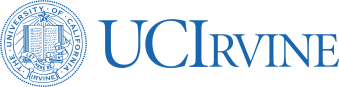 THE UNIVERSITY OF CALIFORNIA
IRVINE
UCIRVINE